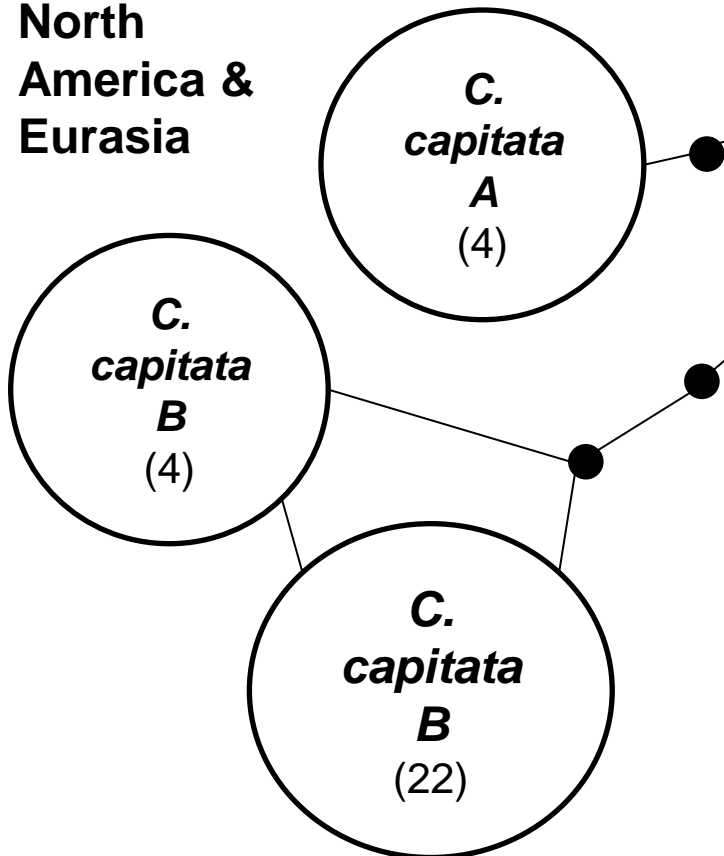 North
America &
Eurasia
C.
capitata
A
(4)
C.
capitata
B
(4)
C.
capitata
B
(22)